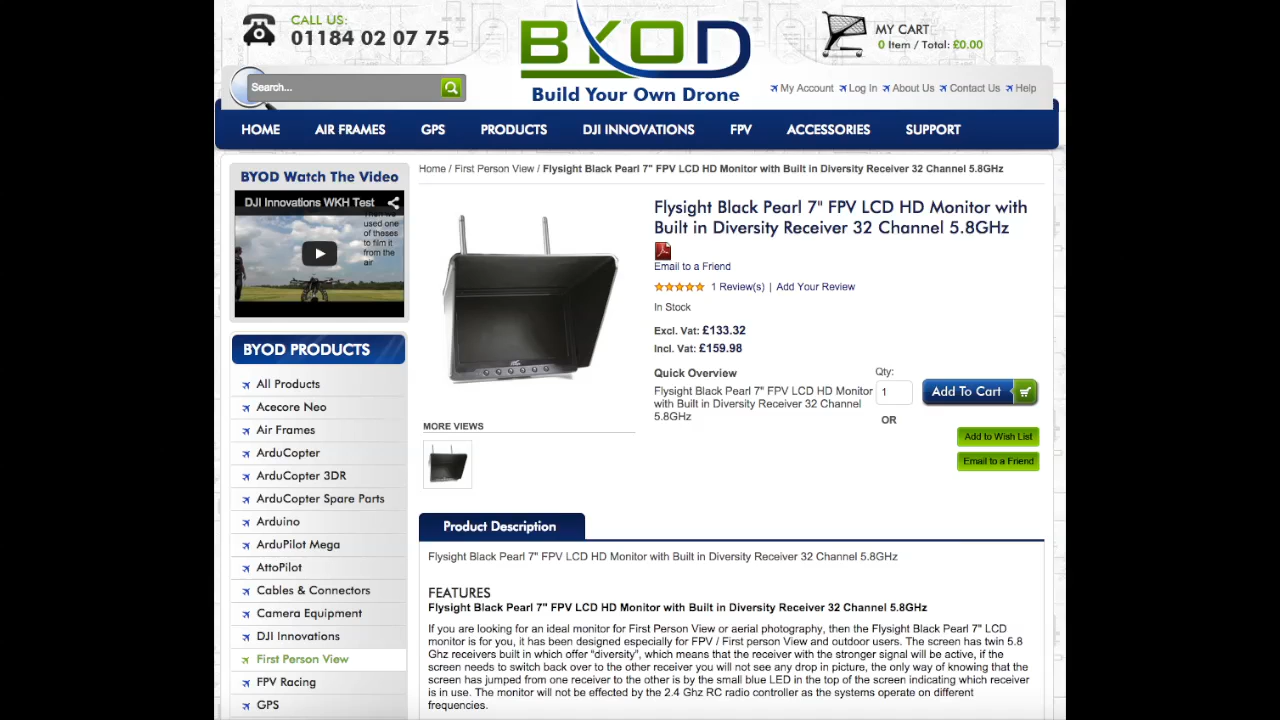 CALL US:
01184 02 07 75
BYOD
Build Your Own Drone
MY CART
0 Item / Total: £0.00
Search...
My Account Log In About Us Contact Us Help
HOME AIR FRAMES GPS PRODUCTS DJI INNOVATIONS FPV ACCESSORIES SUPPORT
BYOD Watch The Video
DJI Innovations WKH Test
used one
of theses
to film it
from the
air
BYOD PRODUCTS
All Products
Acecore Neo
Air Frames
ArduCopter
ArduCopter 3DR
ArduCopter Spare Parts
Arduino
ArduPilot Mega
AttoPilot
Cables & Connectors
Camera Equipment
DJI Innovations
First Person View
FPV Racing
GPS
Home / First Person View / Flysight Black Pearl 7" FPV LCD HD Monitor with Built in Diversity Receiver 32 Channel 5.8GHz
Flysight Black Pearl 7" FPV LCD HD Monitor with
Built in Diversity Receiver 32 Channel 5.8GHz
Email to a Friend
1 Review(s) | Add Your Review
In Stock
Excl. Vat: £133.32
Incl. Vat: £159.98
Quick Overview
Flysight Black Pearl 7" FPV LCD HD Monitor
with Built in Diversity Receiver 32 Channel
5.8GHz
Qty:
1
Add To Cart
OR
Add to Wish List
Email to a Friend
MORE VIEWS
Product Description
Flysight Black Pearl 7" FPV LCD HD Monitor with Built in Diversity Receiver 32 Channel 5.8GHz
FEATURES
Flysight Black Pearl 7" FPV LCD HD Monitor with Built in Diversity Receiver 32 Channel 5.8GHz
If you are looking for an ideal monitor for First Person View or aerial photography, then the Flysight Black Pearl 7" LCD
monitor is for you, it has been designed especially for FPV / First person View and outdoor users. The screen has twin 5.8
Ghz receivers built in which offer "diversity", which means that the receiver with the stronger signal will be active, if the
screen needs to switch back over to the other receiver you will not see any drop in picture, the only way of knowing that the
screen has jumped from one receiver to the other is by the small blue LED in the top of the screen indicating which receiver
is in use. The monitor will not be effected by the 2.4 Ghz RC radio controller as the systems operate on different
frequencies.